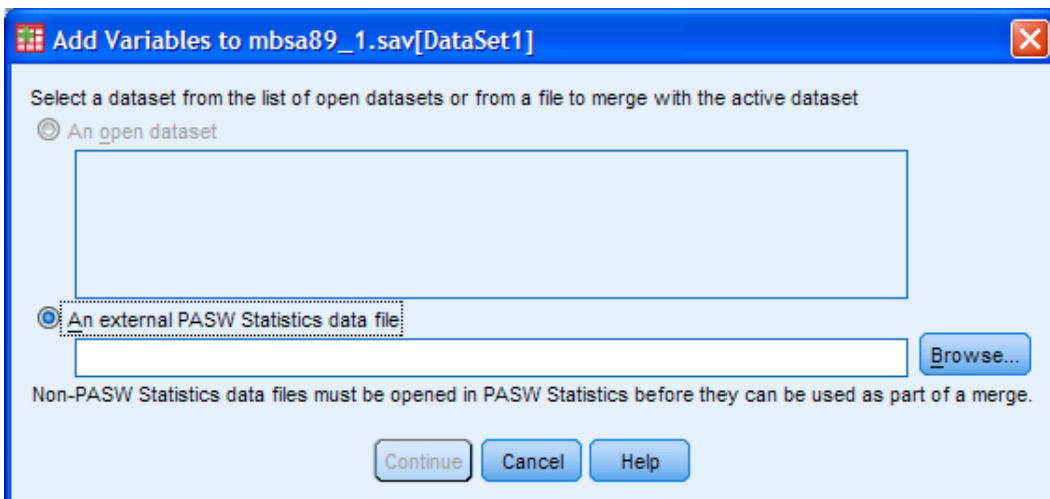 Add Variables to mbsa89_1.sav[DataSet1]
Select a dataset from the list of open datasets or from a file to merge with the active dataset
An open dataset
An external PASW Statistics data file
Browse...
Non-PASW Statistics data files must be opened in PASW Statistics before they can be used as part of a merge.
Continue Cancel Help